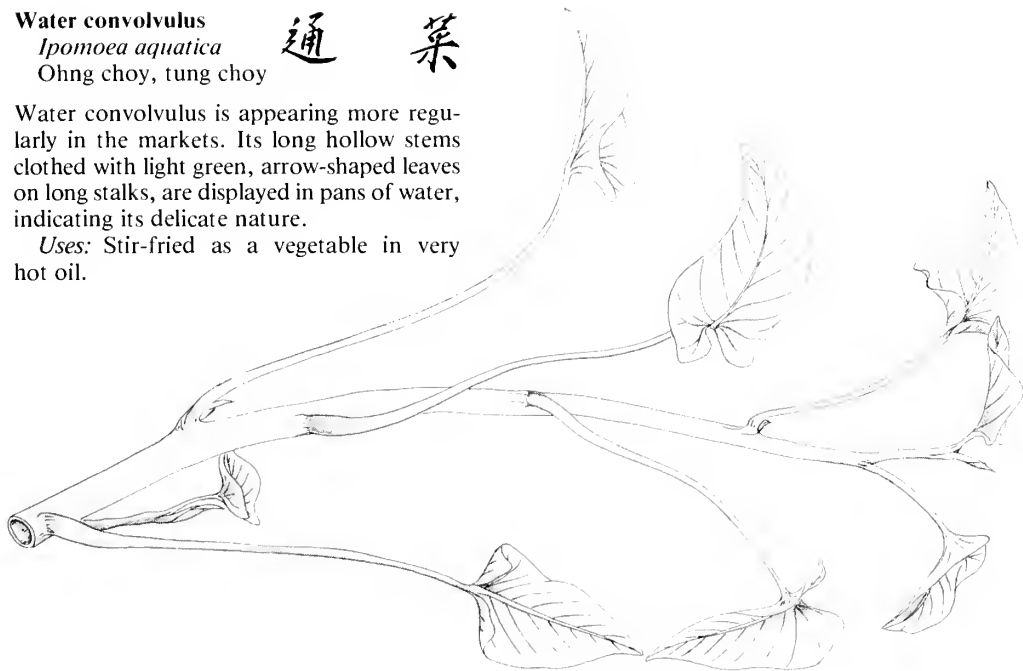 Water convolvulus
Ipomoea aquatica
Ohng choy, tung choy
通 菜
Water convolvulus is appearing more regu-
larly in the markets. Its long hollow stems
clothed with light green, arrow-shaped leaves
on long stalks, are displayed in pans of water,
indicating its delicate nature.
Uses: Stir-fried as a vegetable in very
hot oil.